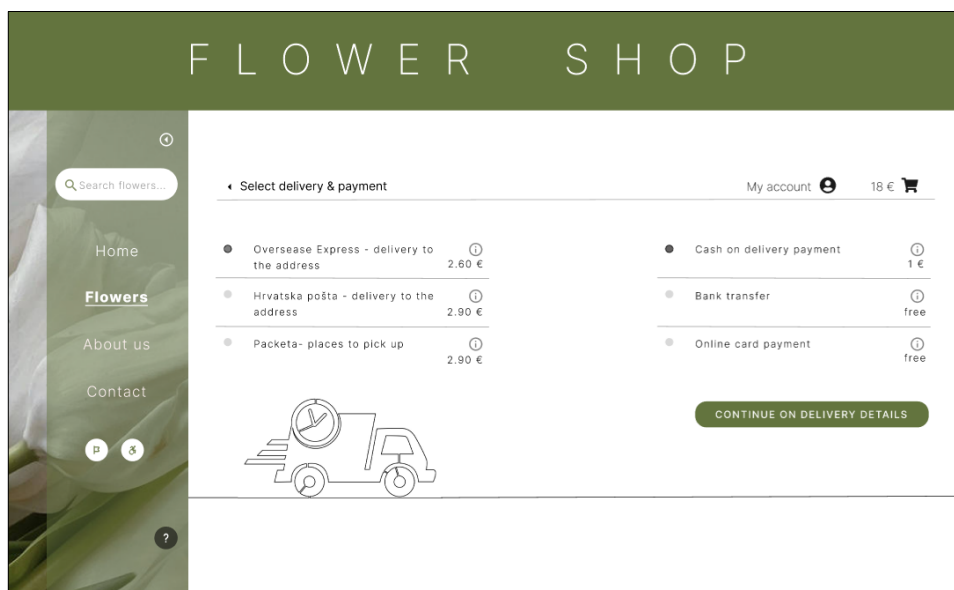 FLOWER SHOP
Search flowers...
Home
Flowers
About us
Contact
?
Select delivery & payment
My account
18 €
Oversease Express - delivery to
the address
2.60 €
Hrvatska pošta - delivery to the
address
2.90 €
Packeta- places to pick up
2.90 €
Cash on delivery payment
1 €
Bank transfer
free
Online card payment
free
CONTINUE ON DELIVERY DETAILS